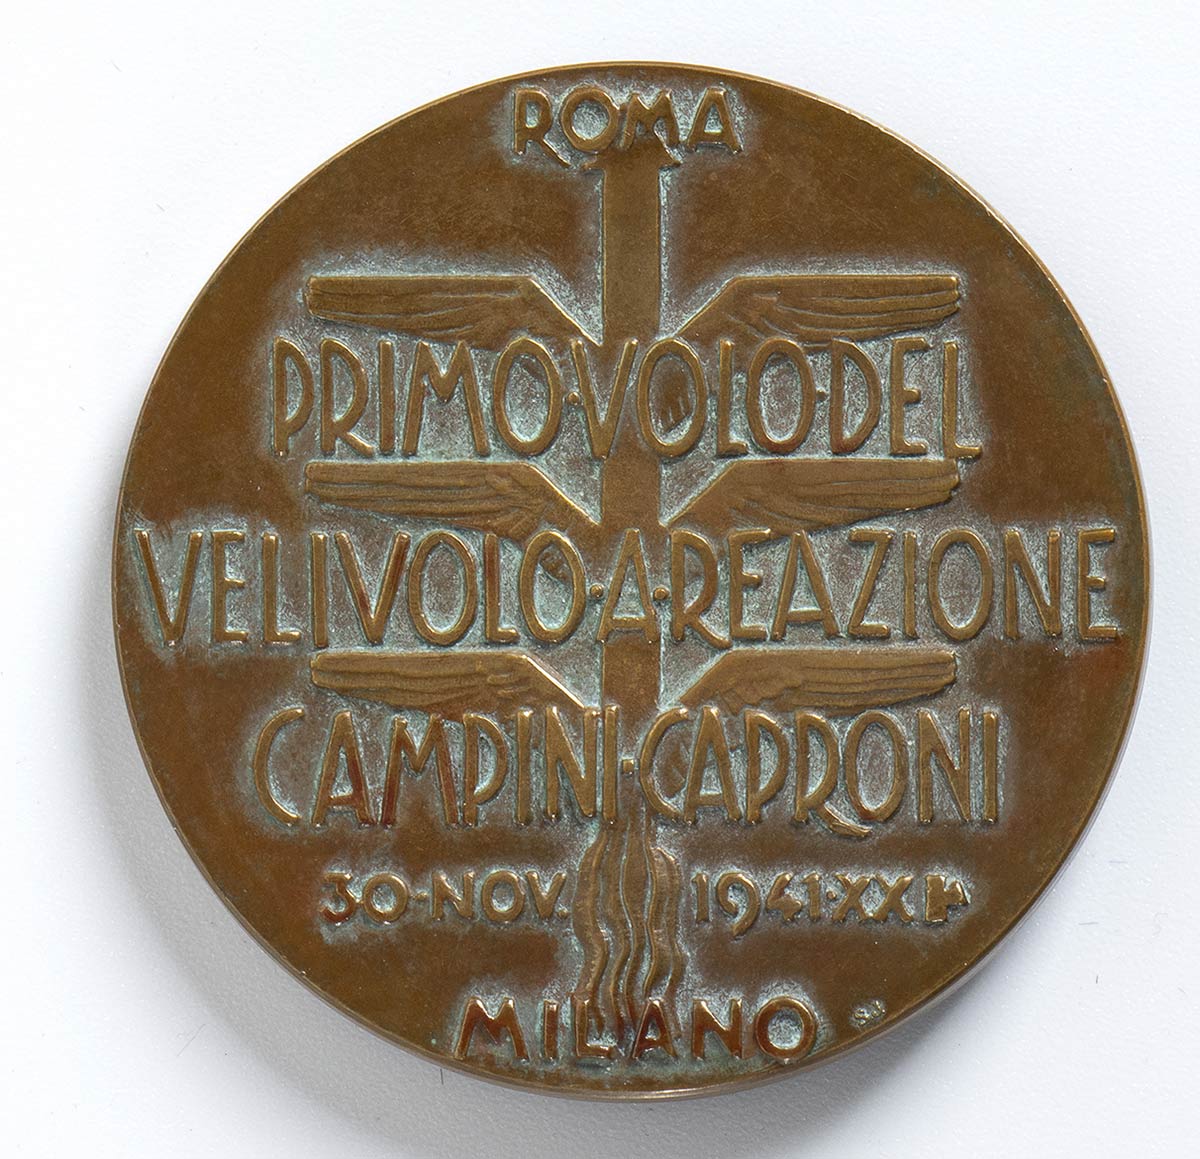 ROMA
PRIMO·VOLO·DEL
VELIVOLO·A·REAZIONE
CAMPINI·CAPRONI
30·NOV. 1941·XX
MILANO